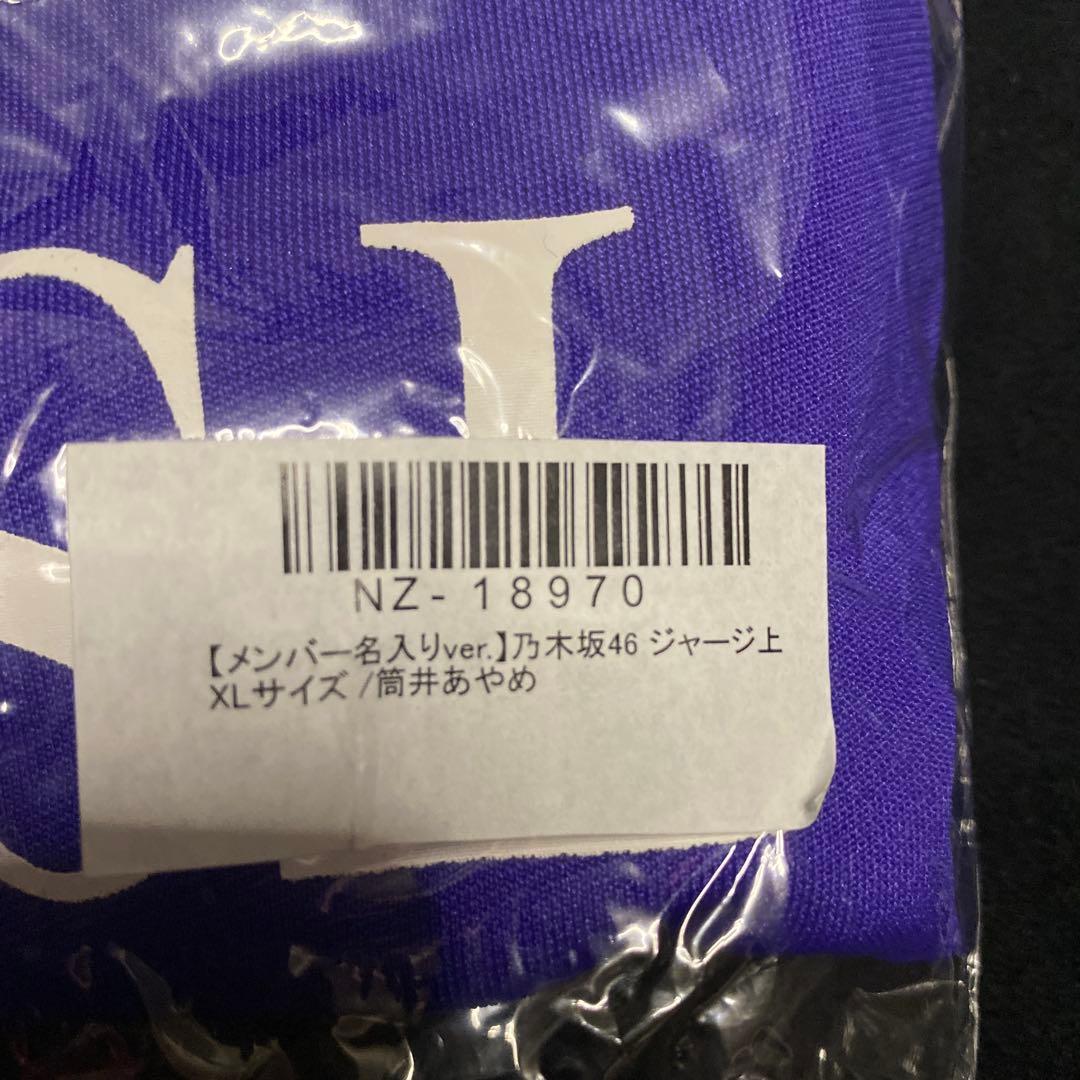 NZ-18970
【メンバー名入りver.】乃木坂46 ジャージ上
XLサイズ /筒井あやめ